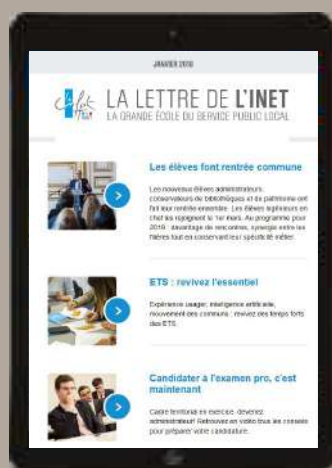 JANVIER 2018
LA LETTRE DE L'INET
LA GRANDE ÉCOLE DU SERVICE PUBLIC LOCAL
Les élèves font rentrée commune
Les nouveaux élèves administrateurs,
conservateurs de bibliothèques et de patrimoine ont
fait leur rentrée ensemble. Les élèves ingénieurs en
chef les rejoignent le 1er mars. Au programme pour
2018 : davantage de rencontres, synergie entre les
filières tout en conservant leur spécificité métier.
ETS : revivez l'essentiel
Expérience usager, intelligence artificielle,
mouvement des communs : revivez des temps forts
des ETS.
Candidater à l'examen pro, c'est
maintenant
Cadre territorial en exercice, devenez
administrateur! Retrouvez en vidéo tous les conseils
pour préparer votre candidature.